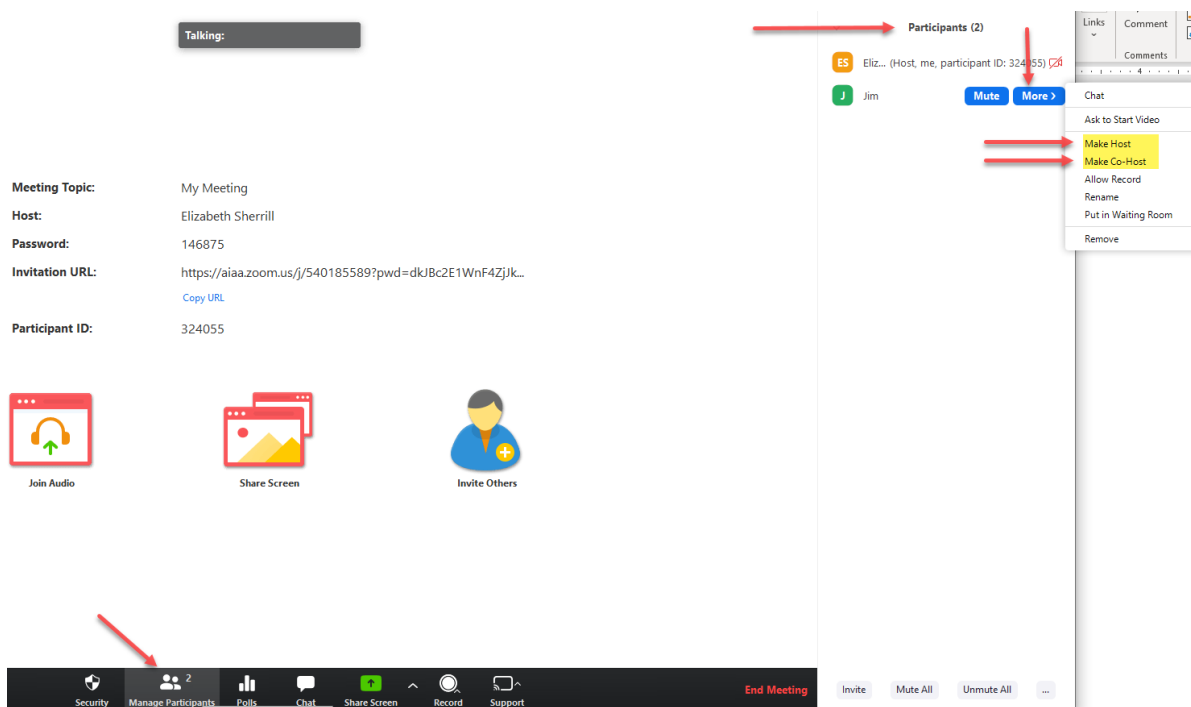 Talking:
Meeting Topic: My Meeting
Host: Elizabeth Sherrill
Password: 146875
Invitation URL: https://aiaa.zoom.us/j/540185589?pwd=dkJBc2E1WnF4ZjJk...
Copy URL
Participant ID: 324055
Join Audio
Share Screen
Invite Others
Security
2
Manage Participants
Polls
Chat
Share Screen
Record
Support
End Meeting
Participants (2)
ES Eliz... (Host, me, participant ID: 324055)
J Jim Mute More >
Invite Mute All Unmute All ...
Links
Comment
Comments
4
Chat
Ask to Start Video
Make Host
Make Co-Host
Allow Record
Rename
Put in Waiting Room
Remove